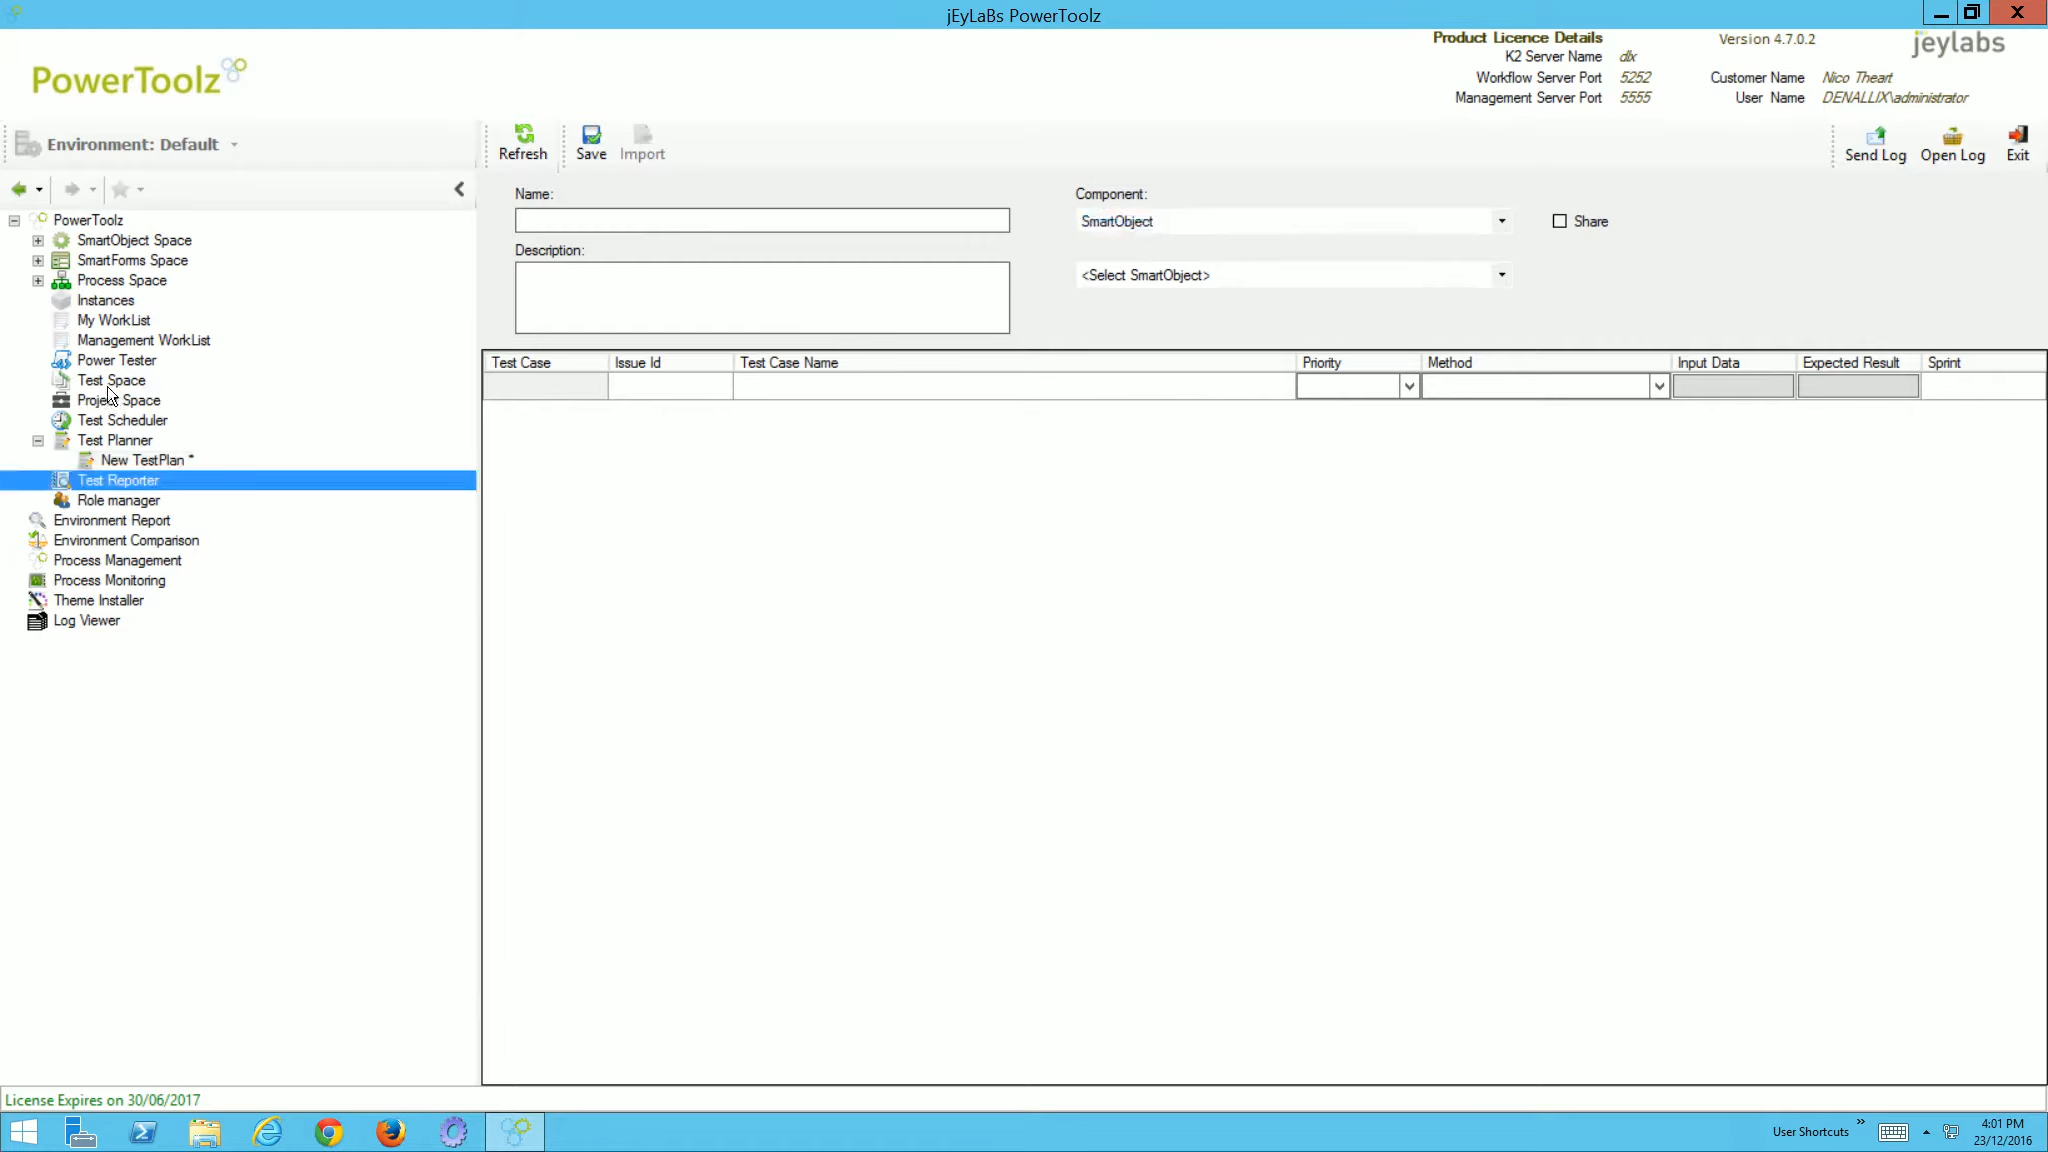 jEyLaBs PowerToolz
PowerToolz
Product Licence Details
K2 Server Name dlx
Workflow Server Port 5252
Management Server Port 5555
Version 4.7.0.2
jeylabs
Customer Name Nico Theart
User Name DENALLIX\administrator
Environment: Default
Refresh
Save
Import
Send Log
Open Log
Exit
PowerToolz
SmartObject Space
SmartForms Space
Process Space
Instances
My WorkList
Management WorkList
Power Tester
Test Space
Project Space
Test Scheduler
Test Planner
New TestPlan *
Test Reporter
Role manager
Environment Report
Environment Comparison
Process Management
Process Monitoring
Theme Installer
Log Viewer
Name:
Component:
SmartObject
Share
Description:
<Select SmartObject>
Test Case Issue Id Test Case Name Priority Method Input Data Expected Result Sprint
License Expires on 30/06/2017
User Shortcuts
4:01 PM
23/12/2016